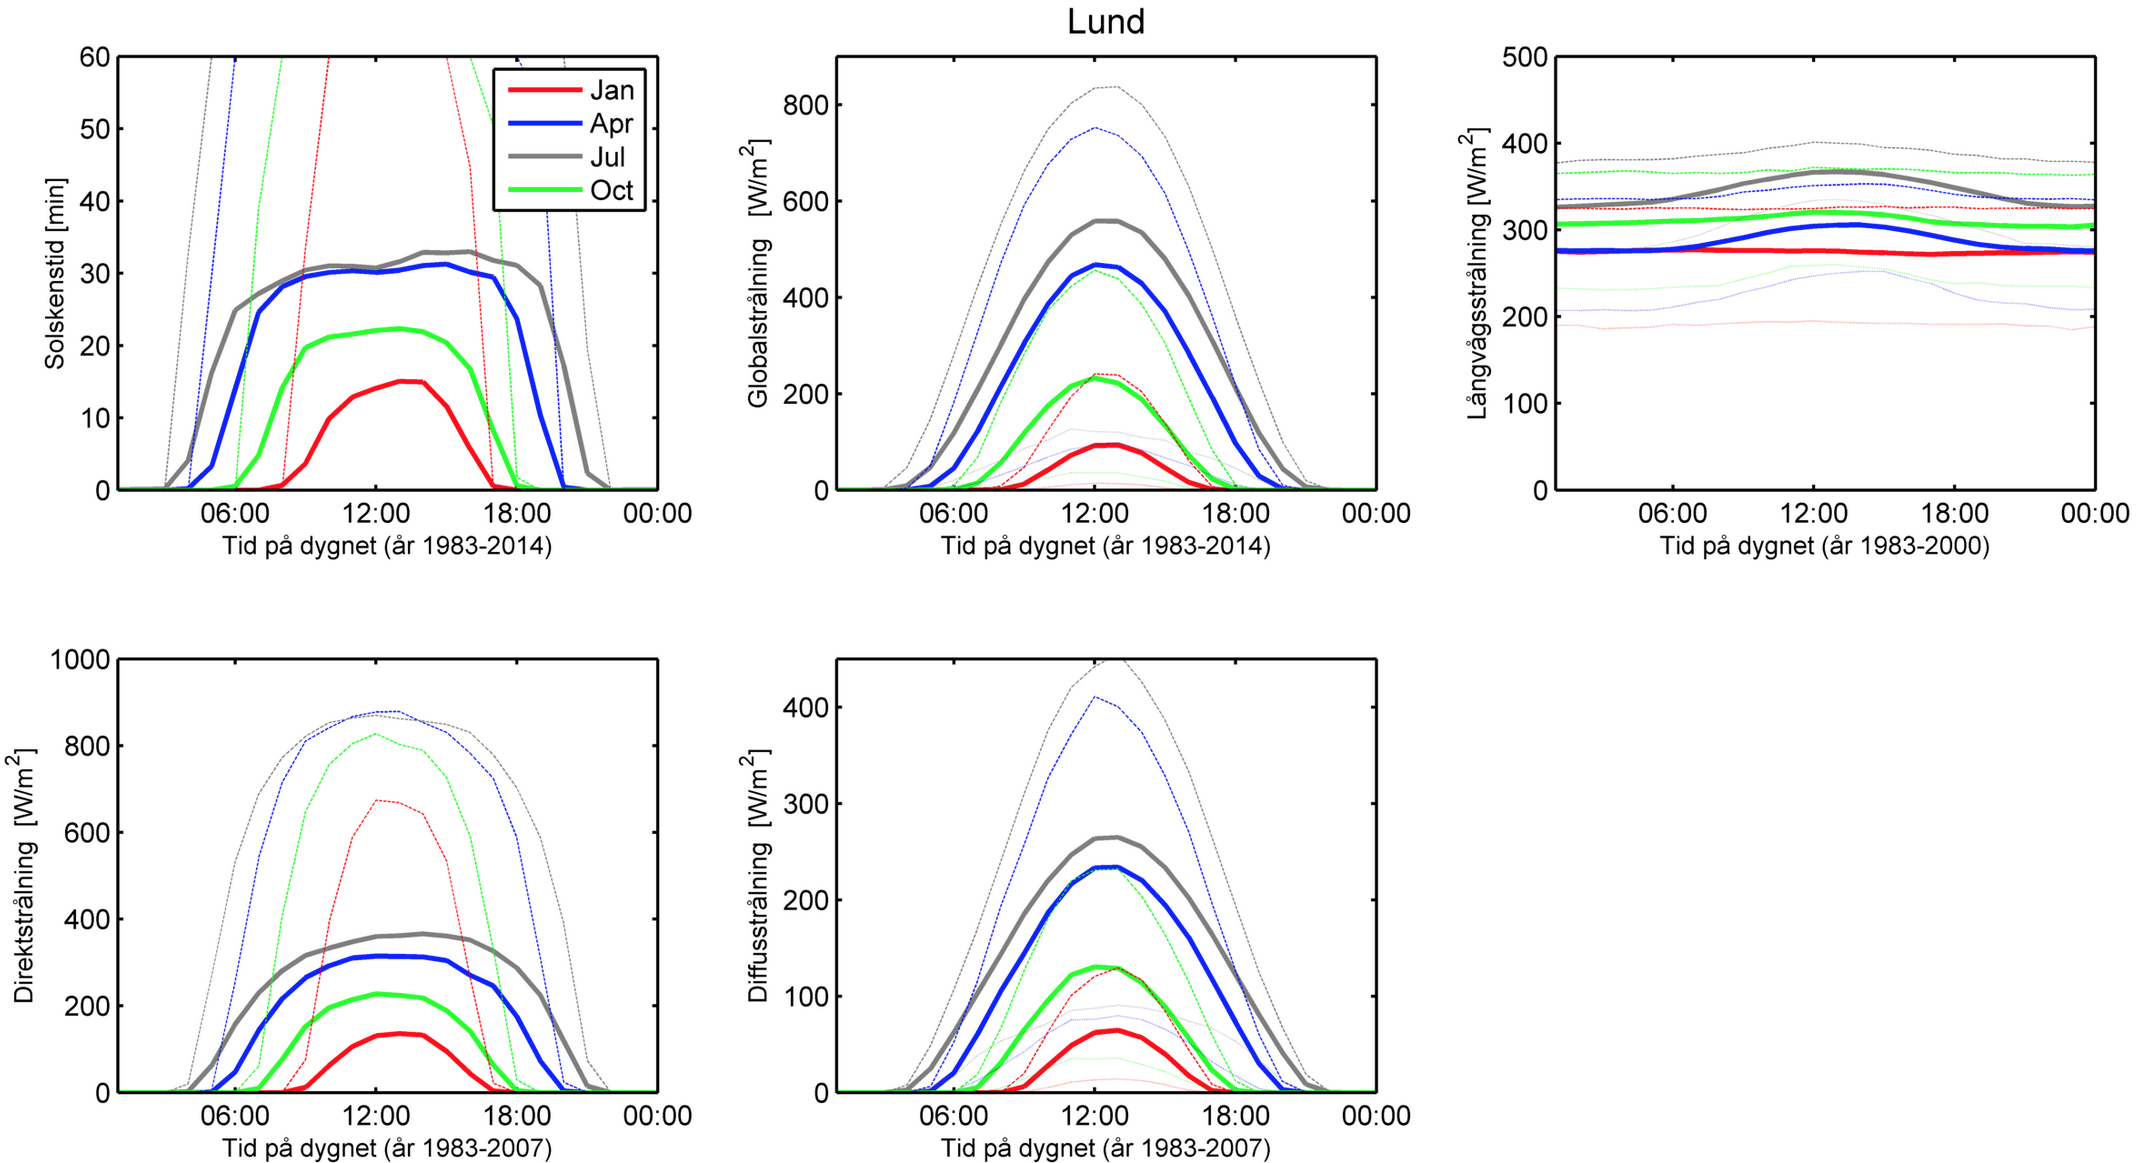 Lund
Solskenstid [min]
60
50
40
30
20
10
0
Jan
Apr
Jul
Oct
06:00 12:00 18:00 00:00
Tid på dygnet (år 1983-2014)
Globalstrålning [W/m²]
800
600
400
200
0
06:00 12:00 18:00 00:00
Tid på dygnet (år 1983-2014)
Långvågsstrålning [W/m²]
500
400
300
200
100
0
06:00 12:00 18:00 00:00
Tid på dygnet (år 1983-2000)
Direktstrålning [W/m²]
1000
800
600
400
200
0
06:00 12:00 18:00 00:00
Tid på dygnet (år 1983-2007)
Diffusstrålning [W/m²]
400
300
200
100
0
06:00 12:00 18:00 00:00
Tid på dygnet (år 1983-2007)